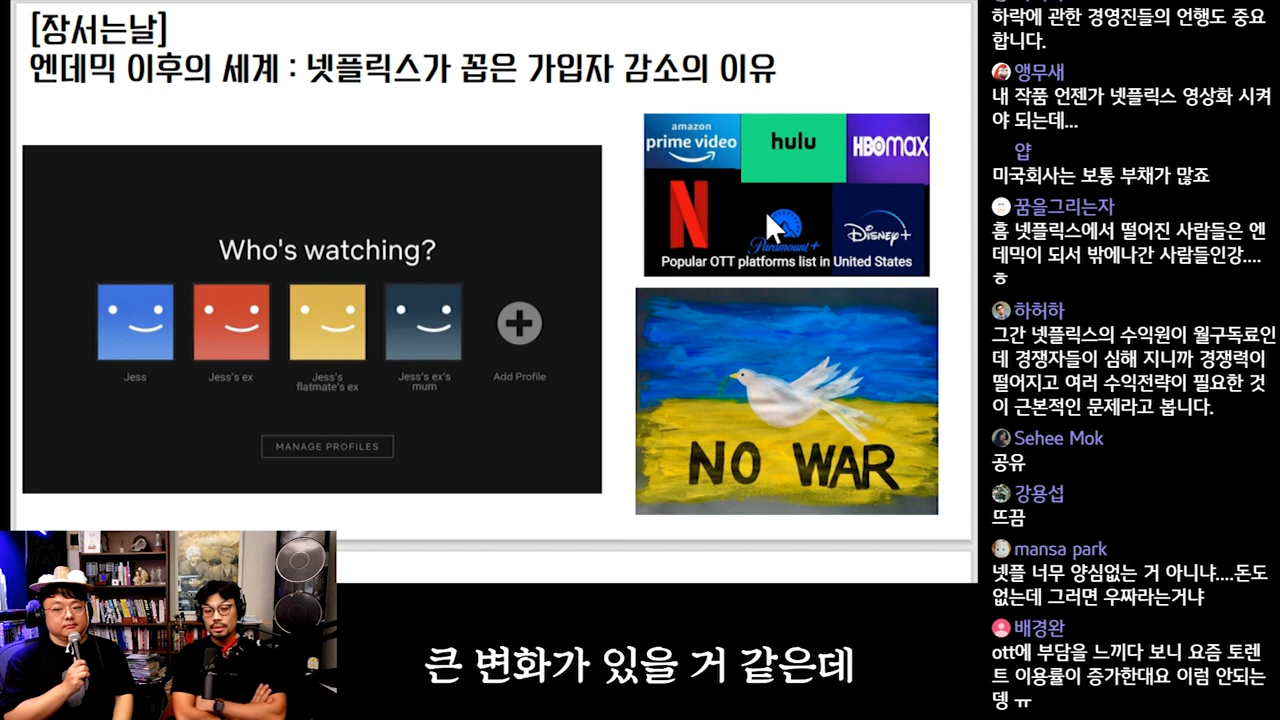 [장서는날]
엔데믹 이후의 세계 : 넷플릭스가 꼽은 가입자 감소의 이유
Who's watching?
Jess
Jess's ex
Jess's
flatmate's ex
Jess's ex's
mum
Add Profile
MANAGE PROFILES
amazon
prime video
hulu
HBOmax
N
Paramount+
Disney+
Popular OTT platforms list in United States
NO WAR
큰 변화가 있을 거 같은데
하락에 관한 경영진들의 언행도 중요
합니다.
앵무새
내 작품 언젠가 넷플릭스 영상화 시켜
야 되는데...
얍
미국회사는 보통 부채가 많죠
꿈을그리는자
흠 넷플릭스에서 떨어진 사람들은 엔
데믹이 되서 밖에나간 사람들인강....
ㅎ
하허하
그간 넷플릭스의 수익원이 월구독료인
데 경쟁자들이 심해 지니까 경쟁력이
떨어지고 여러 수익전략이 필요한 것
이 근본적인 문제라고 봅니다.
Sehee Mok
공유
강용섭
뜨끔
mansa park
넷플 너무 양심없는 거 아니냐....돈도
없는데 그러면 우짜라는거냐
배경완
ott에 부담을 느끼다 보니 요즘 토렌
트 이용률이 증가한대요 이럼 안되는
뎅 ㅠ